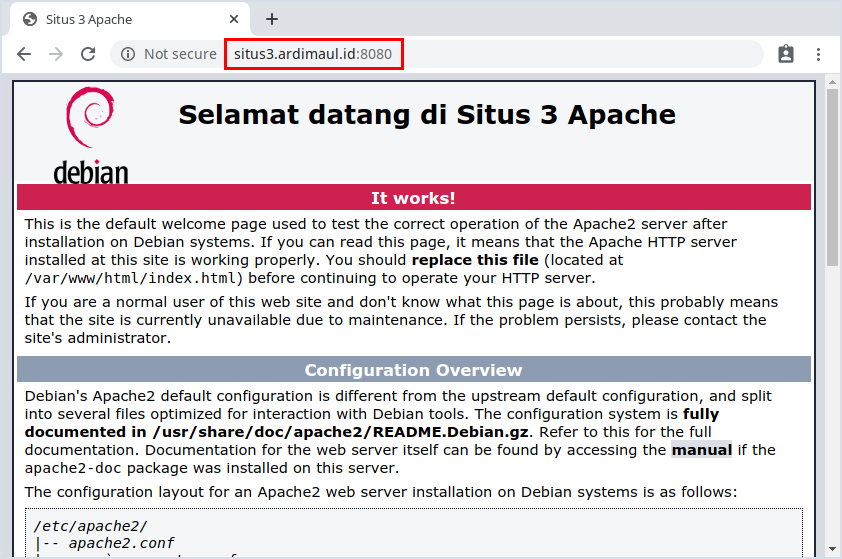 Situs 3 Apache
Not secure
situs3.ardimaul.id:8080
debian
Selamat datang di Situs 3 Apache
It works!
This is the default welcome page used to test the correct operation of the Apache2 server after
installation on Debian systems. If you can read this page, it means that the Apache HTTP server
installed at this site is working properly. You should replace this file (located at
/var/www/html/index.html) before continuing to operate your HTTP server.
If you are a normal user of this web site and don't know what this page is about, this probably means
that the site is currently unavailable due to maintenance. If the problem persists, please contact the
site's administrator.
Configuration Overview
Debian's Apache2 default configuration is different from the upstream default configuration, and split
into several files optimized for interaction with Debian tools. The configuration system is fully
documented in /usr/share/doc/apache2/README.Debian.gz. Refer to this for the full
documentation. Documentation for the web server itself can be found by accessing the manual if the
apache2-doc package was installed on this server.
The configuration layout for an Apache2 web server installation on Debian systems is as follows:
/etc/apache2/
|-- apache2.conf